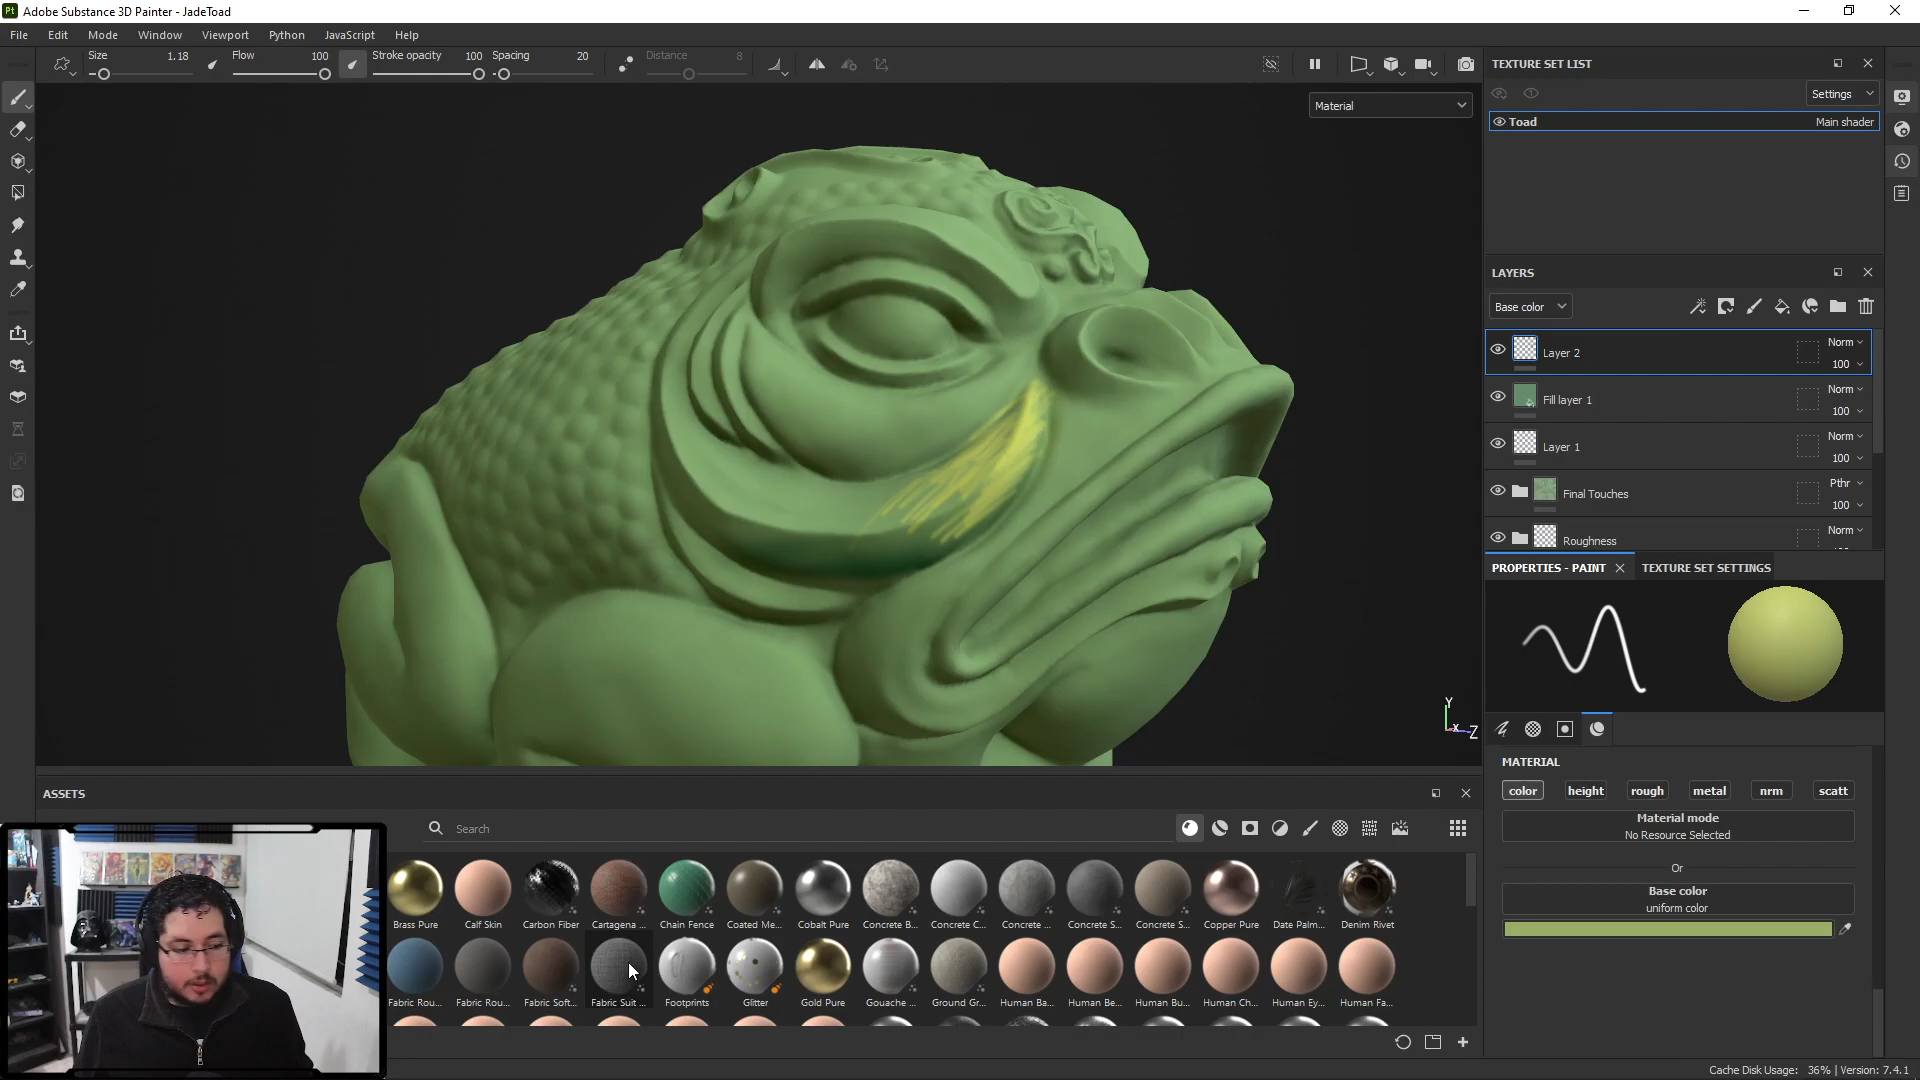 Pt Adobe Substance 3D Painter - JadeToad
File Edit Mode Window Viewport Python JavaScript Help
Size 1.18 Flow 100 Stroke opacity 100 Spacing 20 Distance 8
Material
TEXTURE SET LIST
Settings
Toad Main shader
LAYERS
Base color
Layer 2 Norm 100
Fill layer 1 Norm 100
Layer 1 Norm 100
Final Touches Pthr 100
Roughness Norm
PROPERTIES - PAINT TEXTURE SET SETTINGS
Y
X
Z
MATERIAL
color height rough metal nrm scatt
Material mode
No Resource Selected
Or
Base color
uniform color
ASSETS
Search
Brass Pure Calf Skin Carbon Fiber Cartagena ... Chain Fence Coated Me... Cobalt Pure Concrete B... Concrete C... Concrete ... Concrete S... Concrete S... Copper Pure Date Palm... Denim Rivet
Fabric Rou... Fabric Rou... Fabric Soft... Fabric Suit ... Footprints Glitter Gold Pure Gouache ... Ground Gr... Human Ba... Human Be... Human Bu... Human Ch... Human Ey... Human Fa...
Cache Disk Usage: 36% | Version: 7.4.1